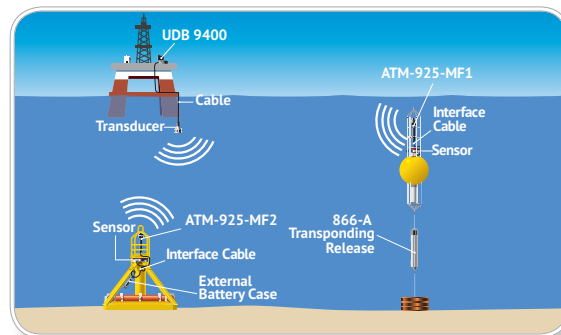 UDB 9400
Cable
Transducer
ATM-925-MF1
Interface
Cable
Sensor
ATM-925-MF2
Sensor
Interface Cable
External
Battery Case
866-A
Transponding
Release